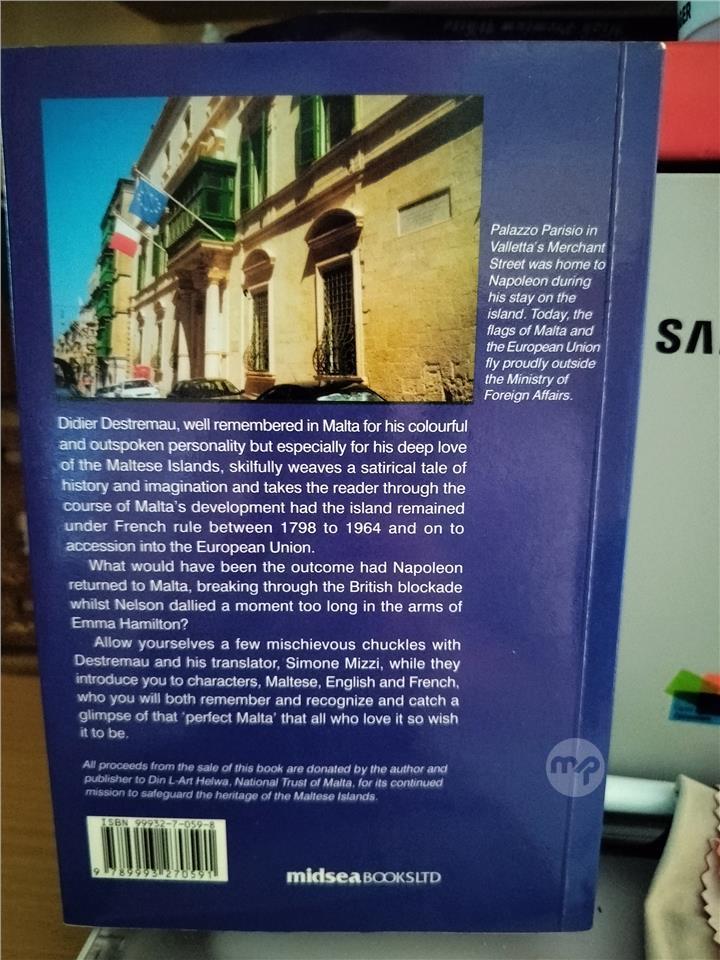 Palazzo Parisio in
Valletta's Merchant
Street was home to
Napoleon during
his stay on the
island. Today, the
flags of Malta and
the European Union
fly proudly outside
the Ministry of
Foreign Affairs.
Didier Destremau, well remembered in Malta for his colourful
and outspoken personality but especially for his deep love
of the Maltese Islands, skilfully weaves a satirical tale of
history and imagination and takes the reader through the
course of Malta's development had the island remained
under French rule between 1798 to 1964 and on to
accession into the European Union.
What would have been the outcome had Napoleon
returned to Malta, breaking through the British blockade
whilst Nelson dallied a moment too long in the arms of
Emma Hamilton?
Allow yourselves a few mischievous chuckles with
Destremau and his translator, Simone Mizzi, while they
introduce you to characters, Maltese, English and French,
who you will both remember and recognize and catch a
glimpse of that 'perfect Malta' that all who love it so wish
it to be.
All proceeds from the sale of this book are donated by the author and
publisher to Din L-Art Helwa, National Trust of Malta, for its continued
mission to safeguard the heritage of the Maltese Islands.
ISBN 99932-7-059-8
9 789993 270591
midsea BOOKS LTD
mp
SA